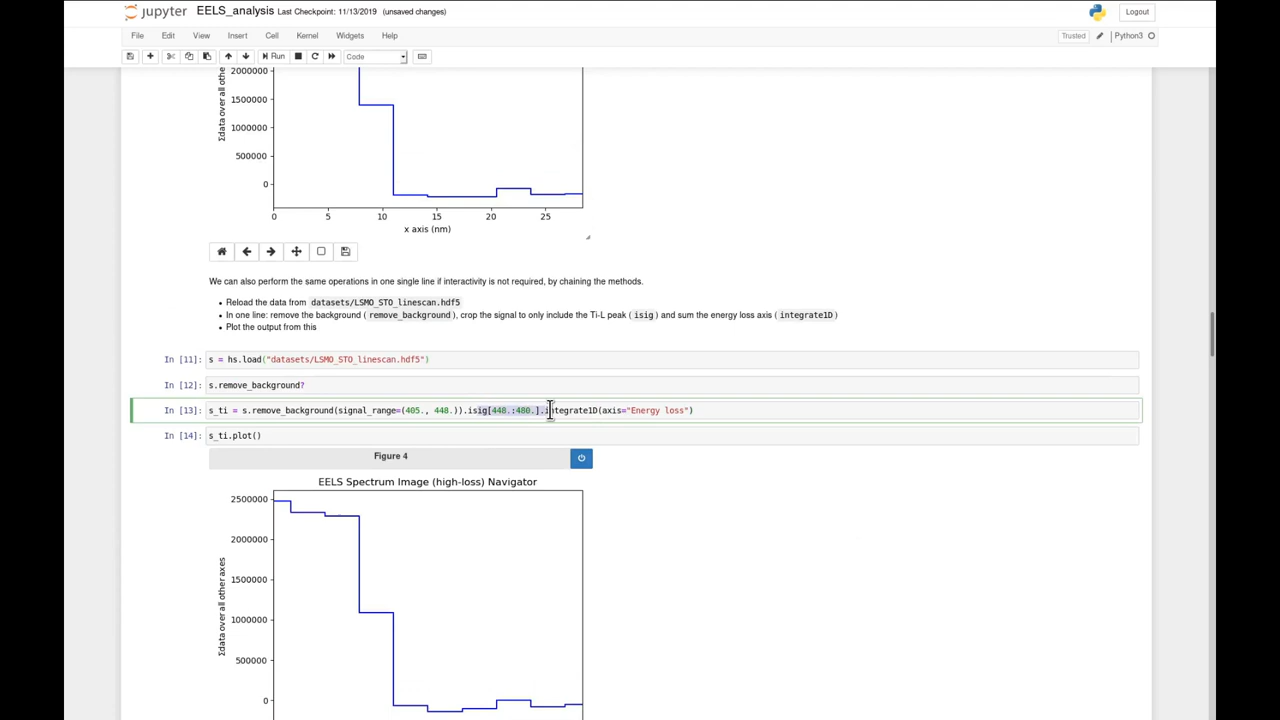 jupyter EELS_analysis Last Checkpoint: 11/13/2019 (unsaved changes) Logout
File Edit View Insert Cell Kernel Widgets Help Trusted Python3
Run Code
2000000
1500000
1000000
500000
0
Σdata over all other
0 5 10 15 20 25
x axis (nm)
We can also perform the same operations in one single line if interactivity is not required, by chaining the methods.
• Reload the data from datasets/LSMO_STO_linescan.hdf5
• In one line: remove the background ( remove_background), crop the signal to only include the Ti-L peak ( isig) and sum the energy loss axis ( integrate1D)
• Plot the output from this
In [11]: s = hs.load("datasets/LSMO_STO_linescan.hdf5")
In [12]: s.remove_background?
In [13]: s_ti = s.remove_background(signal_range=(405., 448.)).isig[448.:480.].integrate1D(axis="Energy loss")
In [14]: s_ti.plot()
Figure 4
EELS Spectrum Image (high-loss) Navigator
2500000
2000000
1500000
1000000
500000
0
Σdata over all other axes